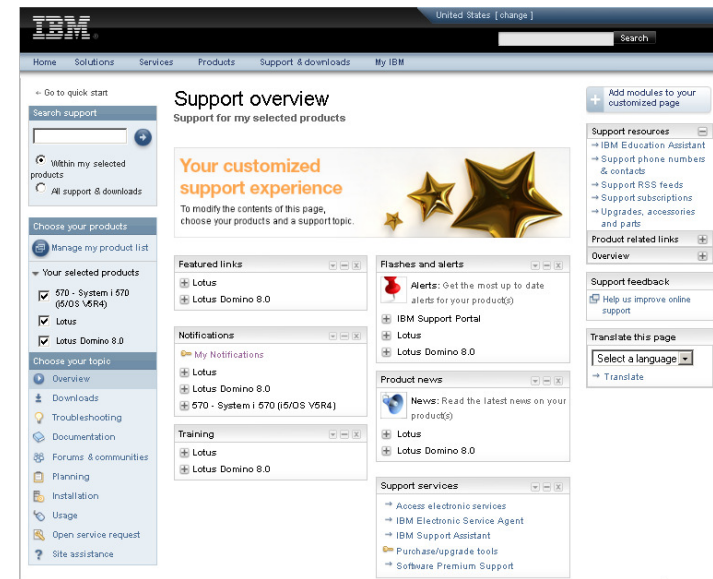 United States [ change ]
IBM
Search
Home Solutions Services Products Support & downloads My IBM
← Go to quick start
Search support
Within my selected
products
All support & downloads
Choose your products
Manage my product list
Your selected products
570 - System i 570
(i5/OS V5R4)
Lotus
Lotus Domino 8.0
Choose your topic
Overview
Downloads
Troubleshooting
Documentation
Forums & communities
Planning
Installation
Usage
Open service request
Site assistance
Support overview
Support for my selected products
Your customized
support experience
To modify the contents of this page,
choose your products and a support topic.
Featured links
Lotus
Lotus Domino 8.0
Notifications
My Notifications
Lotus
Lotus Domino 8.0
570 - System i 570 (i5/OS V5R4)
Training
Lotus
Lotus Domino 8.0
Flashes and alerts
Alerts: Get the most up to date
alerts for your product(s)
IBM Support Portal
Lotus
Lotus Domino 8.0
Product news
News: Read the latest news on your
product(s)
Lotus
Lotus Domino 8.0
Support services
→ Access electronic services
→ IBM Electronic Service Agent
→ IBM Support Assistant
Purchase/upgrade tools
→ Software Premium Support
Add modules to your
customized page
Support resources
→ IBM Education Assistant
→ Support phone numbers
& contacts
→ Support RSS feeds
→ Support subscriptions
→ Upgrades, accessories
and parts
Product related links
Overview
Support feedback
Help us improve online
support
Translate this page
Select a language
→ Translate